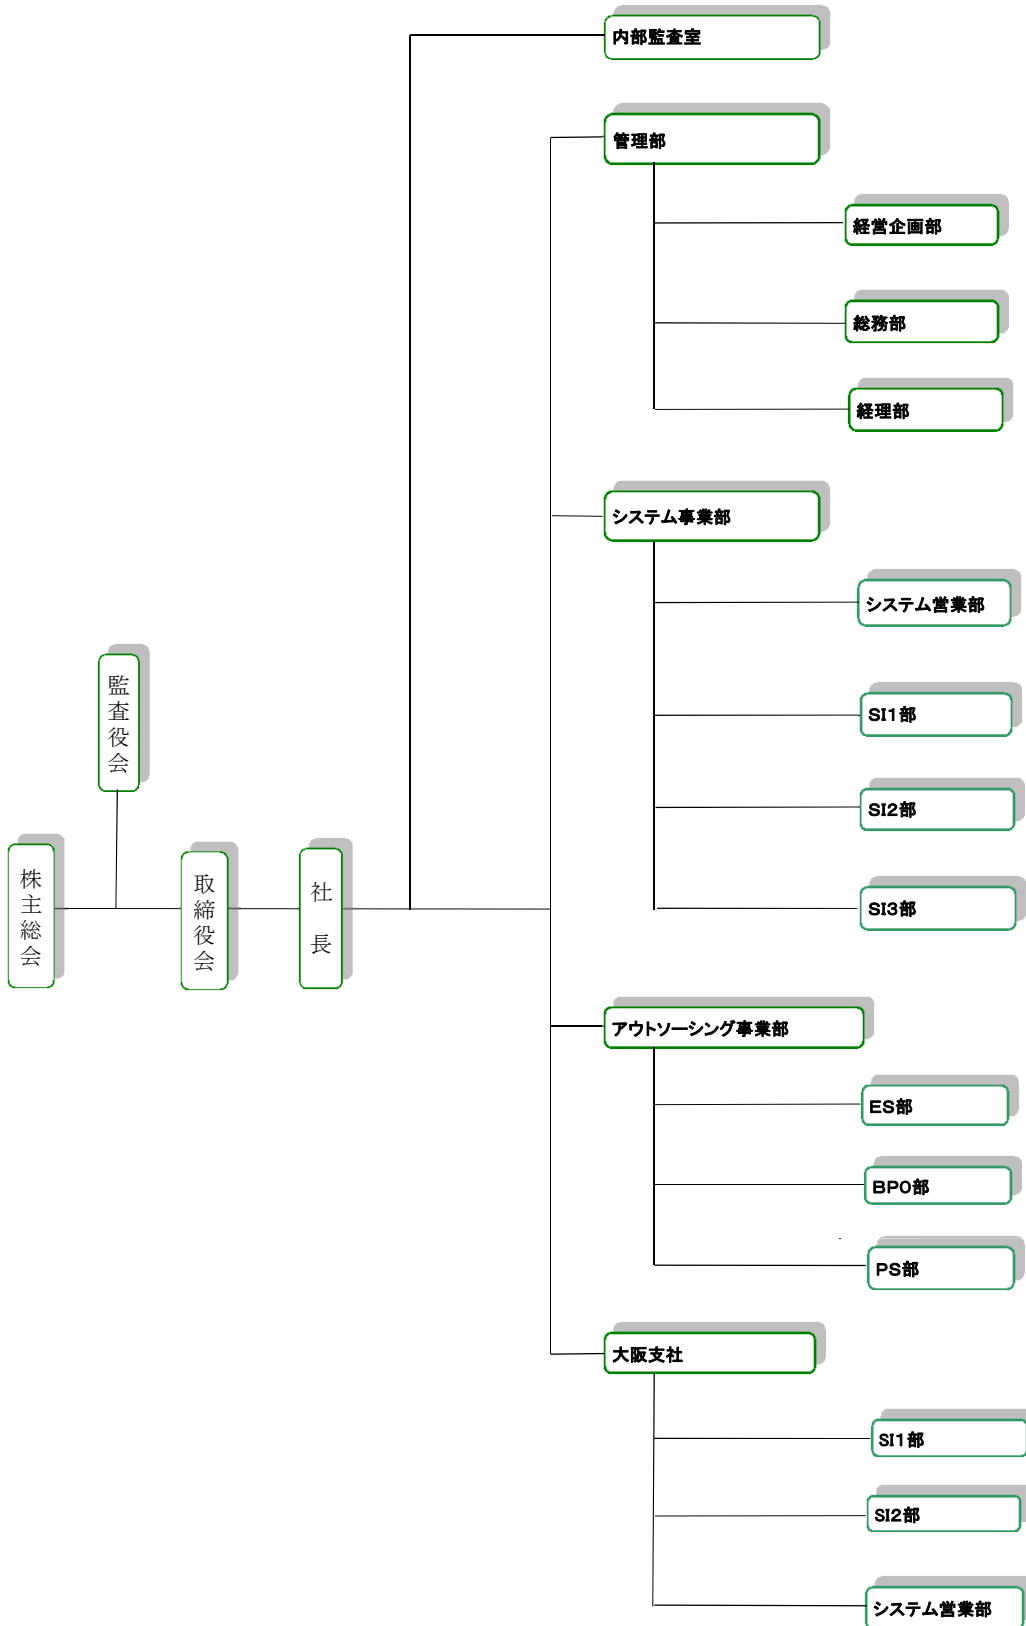 内部監査室
管理部
経営企画部
総務部
経理部
システム事業部
システム営業部
監査役会
SI1部
SI2部
株主総会
取締役会
社長
SI3部
アウトソーシング事業部
ES部
BPO部
PS部
大阪支社
SI1部
SI2部
システム営業部